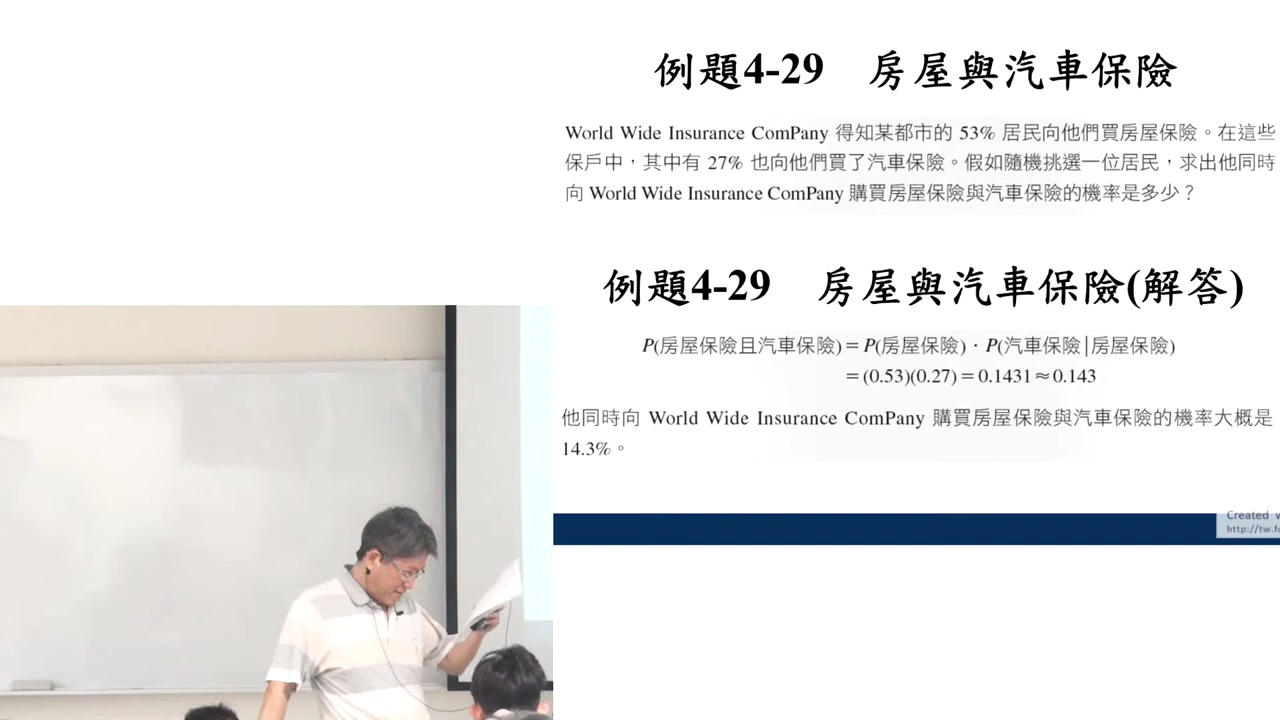 例題4-29 房屋與汽車保險
World Wide Insurance ComPany 得知某都市的 53% 居民向他們買房屋保險。在這些
保戶中，其中有 27% 也向他們買了汽車保險。假如隨機挑選一位居民，求出他同時
向 World Wide Insurance ComPany 購買房屋保險與汽車保險的機率是多少？
例題4-29 房屋與汽車保險(解答)
P(房屋保險且汽車保險)＝P(房屋保險)．P(汽車保險|房屋保險)
＝(0.53)(0.27)＝0.1431≈0.143
他同時向 World Wide Insurance ComPany 購買房屋保險與汽車保險的機率大概是
14.3%。
Created
http://tw.fo